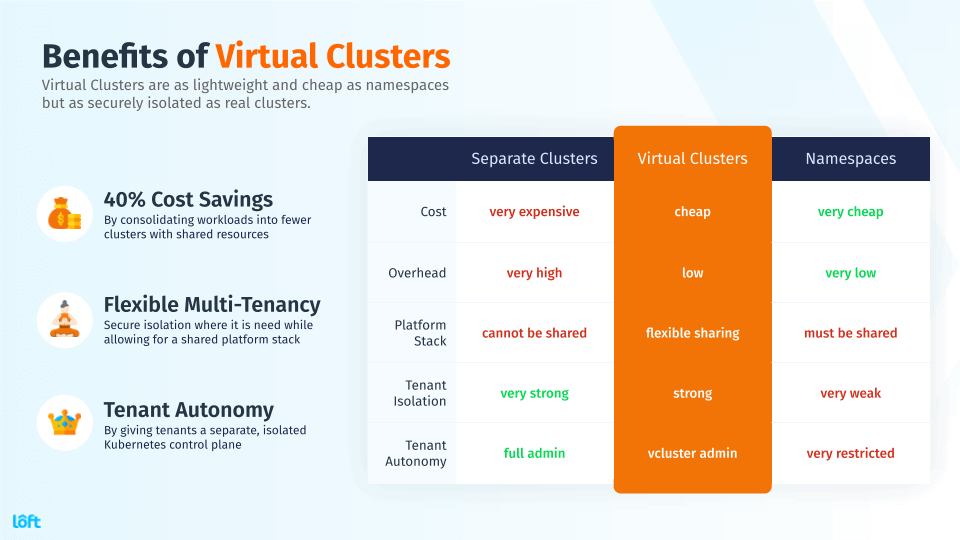 Benefits of Virtual Clusters
Virtual Clusters are as lightweight and cheap as namespaces
but as securely isolated as real clusters.
40% Cost Savings
By consolidating workloads into fewer
clusters with shared resources
Flexible Multi-Tenancy
Secure isolation where it is need while
allowing for a shared platform stack
Tenant Autonomy
By giving tenants a separate, isolated
Kubernetes control plane
Separate Clusters Virtual Clusters Namespaces
Cost very expensive cheap very cheap
Overhead very high low very low
Platform
Stack cannot be shared flexible sharing must be shared
Tenant
Isolation very strong strong very weak
Tenant
Autonomy full admin vcluster admin very restricted
lôft